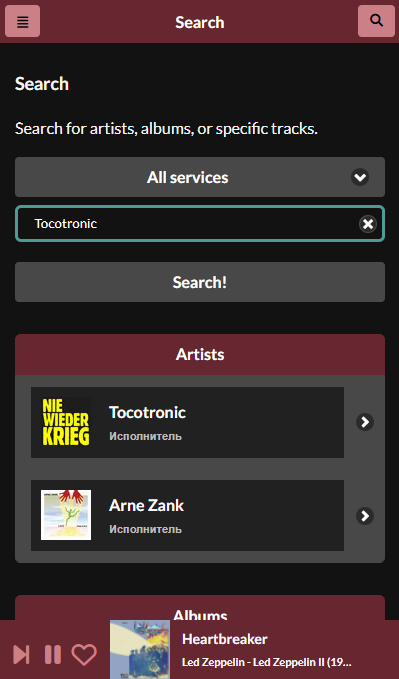 Search
Search
Search for artists, albums, or specific tracks.
All services
Tocotronic
Search!
Artists
NIE
WIEDER
KRIEG
Tocotronic
Исполнитель
Arne Zank
Исполнитель
Albums
Heartbreaker
Led Zeppelin - Led Zeppelin II (19...